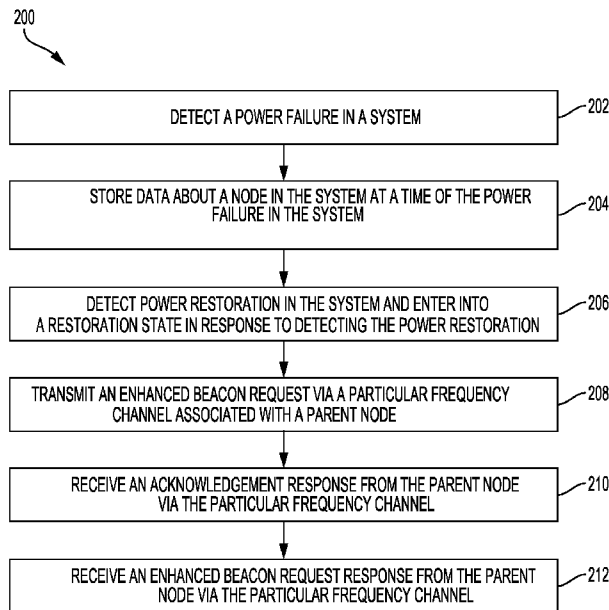 200
DETECT A POWER FAILURE IN A SYSTEM
202
STORE DATA ABOUT A NODE IN THE SYSTEM AT A TIME OF THE POWER
FAILURE IN THE SYSTEM
204
DETECT POWER RESTORATION IN THE SYSTEM AND ENTER INTO
A RESTORATION STATE IN RESPONSE TO DETECTING THE POWER RESTORATION
206
TRANSMIT AN ENHANCED BEACON REQUEST VIA A PARTICULAR FREQUENCY
CHANNEL ASSOCIATED WITH A PARENT NODE
208
RECEIVE AN ACKNOWLEDGEMENT RESPONSE FROM THE PARENT NODE
VIA THE PARTICULAR FREQUENCY CHANNEL
210
RECEIVE AN ENHANCED BEACON REQUEST RESPONSE FROM THE PARENT
NODE VIA THE PARTICULAR FREQUENCY CHANNEL
212